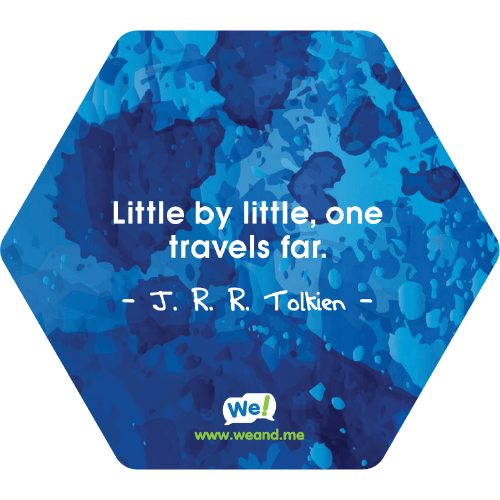 Little by little, one
travels far.
- J. R. R. Tolkien -
We!
www.weand.me